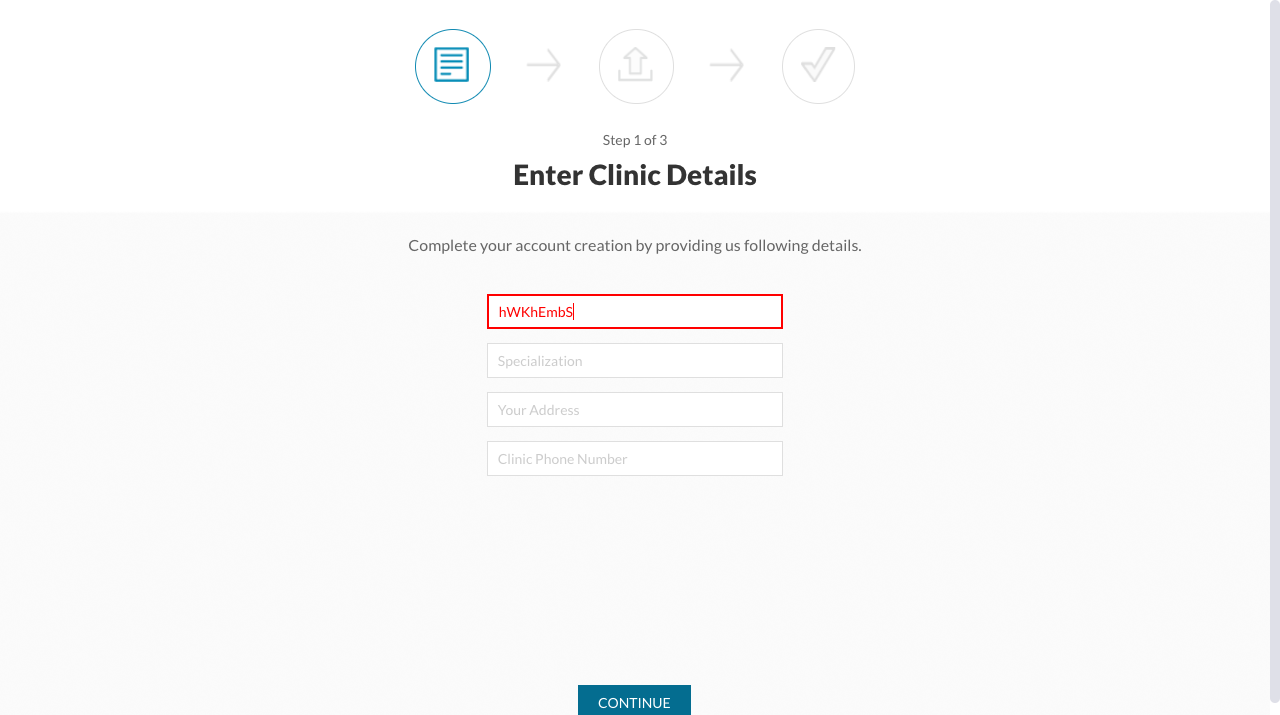 Step 1 of 3
Enter Clinic Details
Complete your account creation by providing us following details.
hWKhEmbS
Specialization
Your Address
Clinic Phone Number
CONTINUE